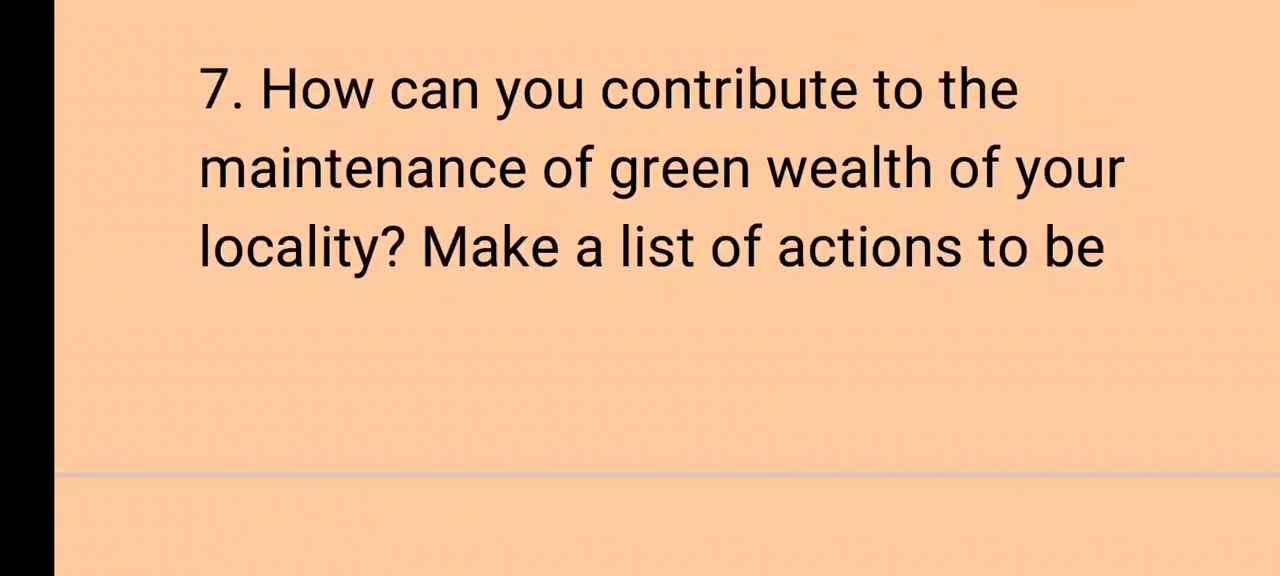 7. How can you contribute to the
maintenance of green wealth of your
locality? Make a list of actions to be